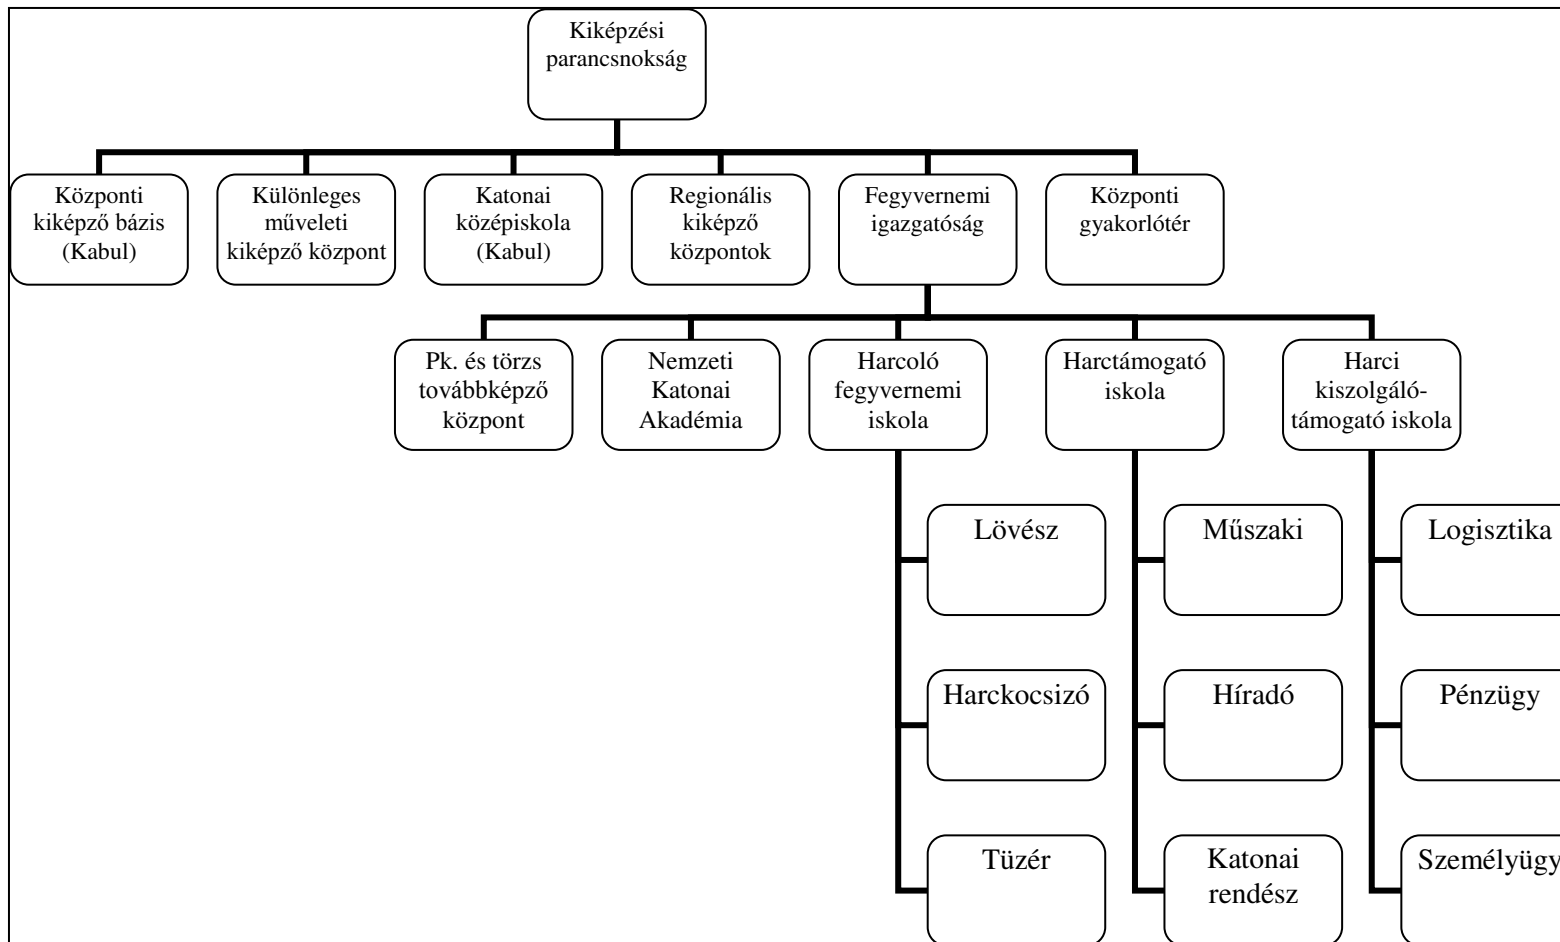 Kiképzési
parancsnokság
Központi
kiképző bázis
(Kabul)
Különleges
műveleti
kiképző központ
Katonai
középiskola
(Kabul)
Regionális
kiképző
központok
Fegyvernemi
igazgatóság
Központi
gyakorlótér
Pk. és törzs
továbbképző
központ
Nemzeti
Katonai
Akadémia
Harcoló
fegyvernemi
iskola
Harctámogató
iskola
Harci
kiszolgáló-
támogató iskola
Lövész
Műszaki
Logisztika
Harckocsizó
Híradó
Pénzügy
Tüzér
Katonai
rendész
Személyügy